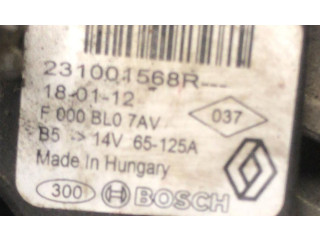 231001568R---
18-01-12
F 000 BL0 7AV
037
B5 -> 14V 65-125A
Made In Hungary
300 BOSCH